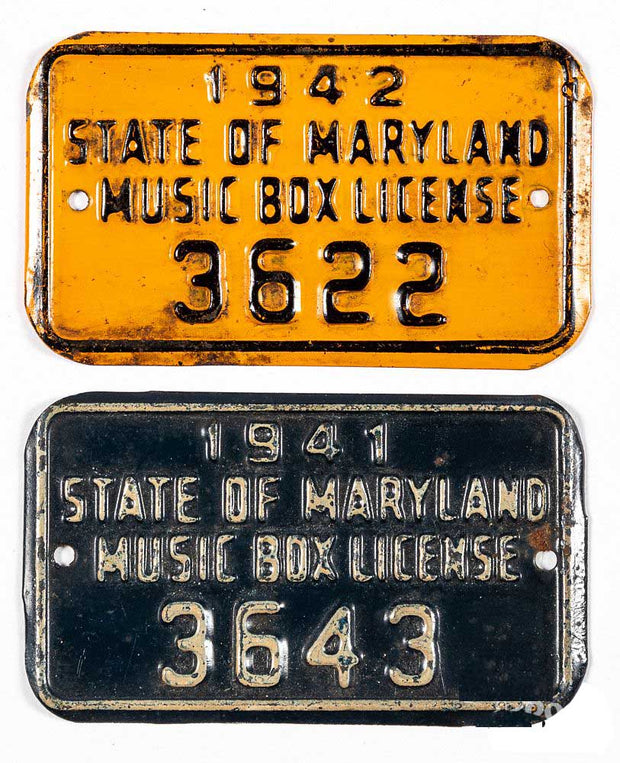 1942
STATE OF MARYLAND
MUSIC BOX LICENSE
3622
1941
STATE OF MARYLAND
MUSIC BOX LICENSE
3643